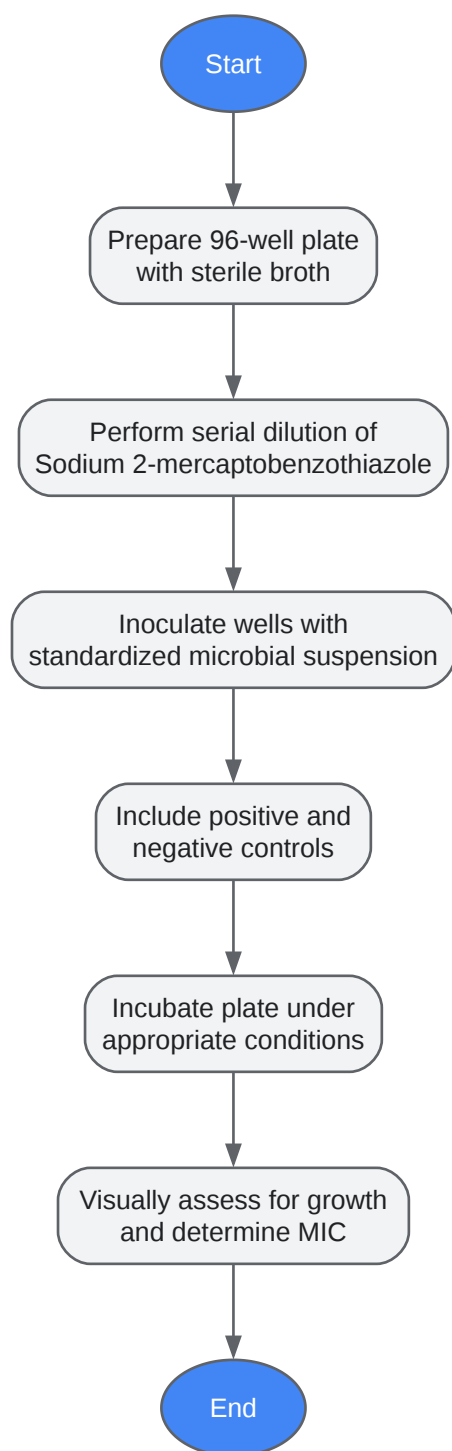 Start
Prepare 96-well plate
with sterile broth
Perform serial dilution of
Sodium 2-mercaptobenzothiazole
Inoculate wells with
standardized microbial suspension
Include positive and
negative controls
Incubate plate under
appropriate conditions
Visually assess for growth
and determine MIC
End